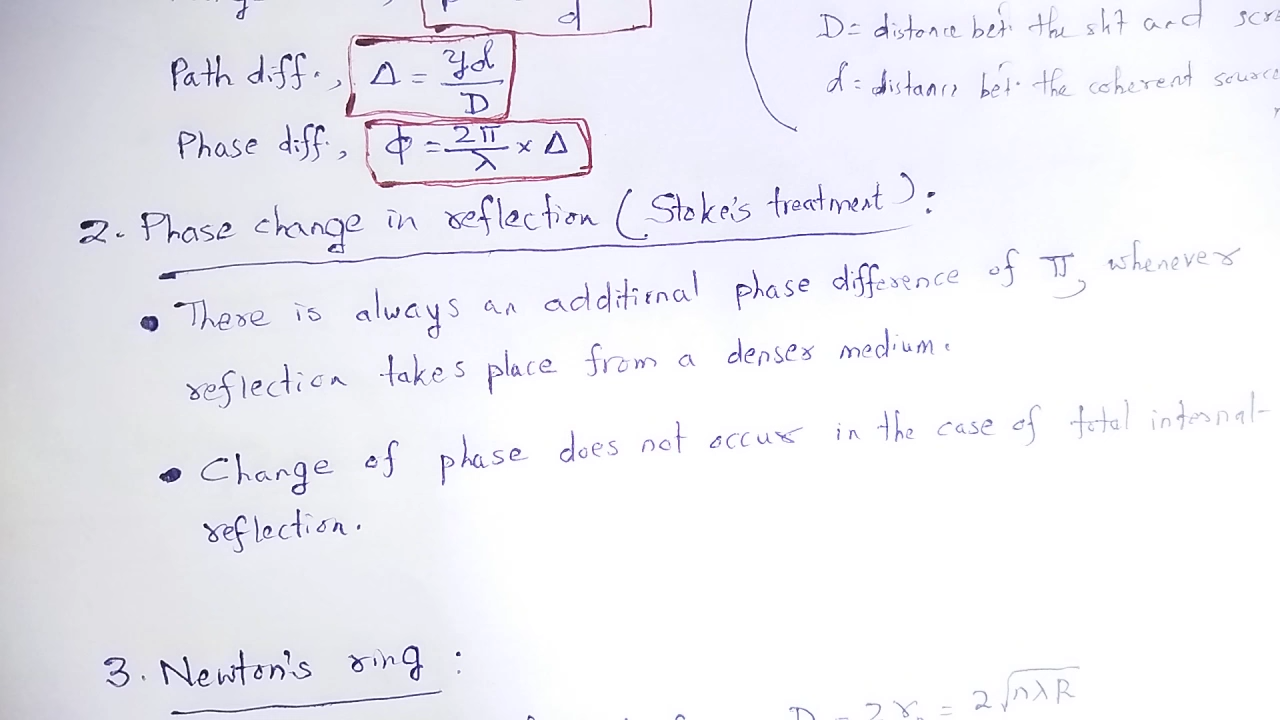 d
D = distance bet. the slit and
Path diff., Δ = yd/D
d = distance bet. the coherent source
Phase diff., ϕ = 2π/λ × Δ
2. Phase change in reflection (Stoke's treatment):
• There is always an additional phase difference of π, whenever
reflection takes place from a denser medium.
• Change of phase does not occur in the case of total internal-
reflection.
3. Newton's ring :
= 2√nλR